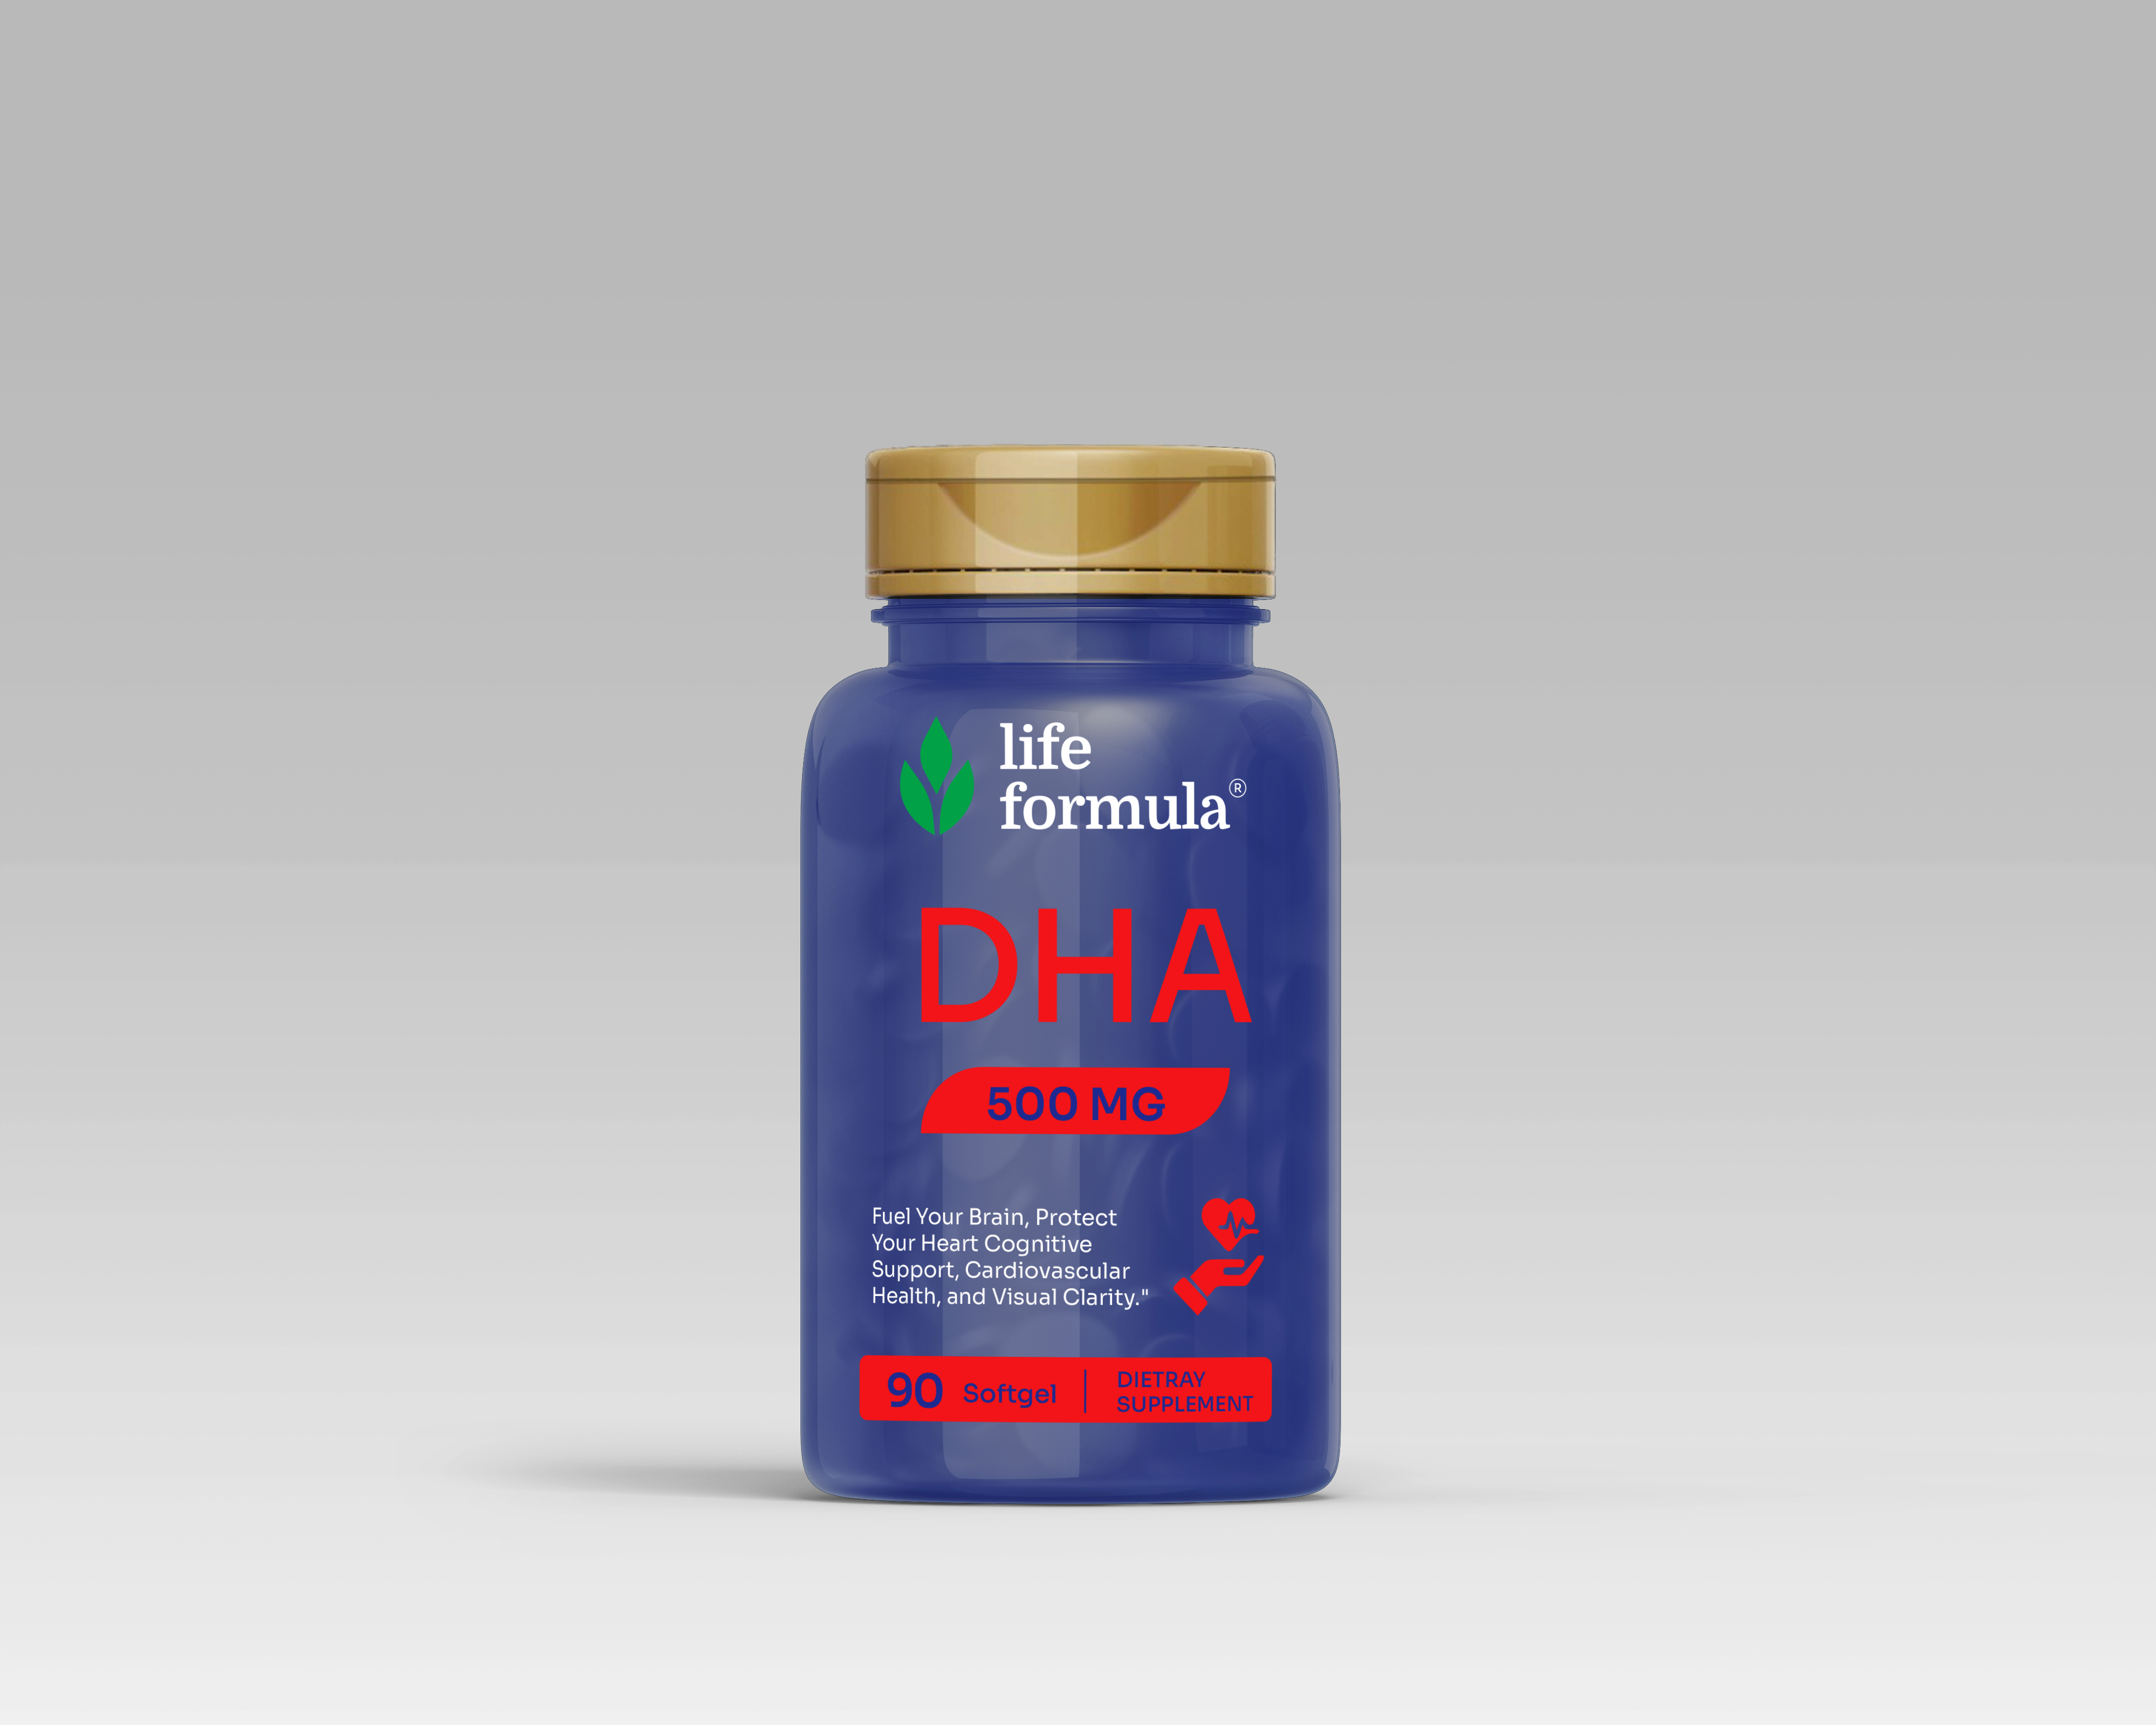 life
formula®
DHA
500 MG
Fuel Your Brain, Protect
Your Heart Cognitive
Support, Cardiovascular
Health, and Visual Clarity."
90 Softgel
DIETRAY
SUPPLEMENT